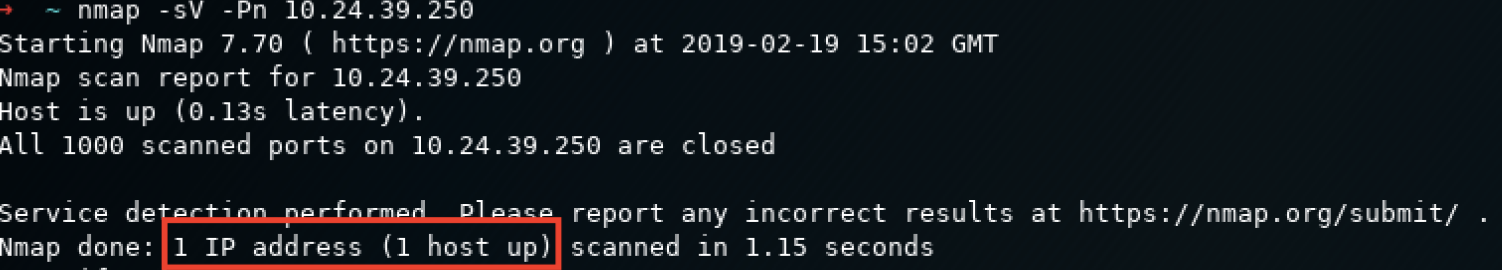 → ~ nmap -sV -Pn 10.24.39.250
Starting Nmap 7.70 ( https://nmap.org ) at 2019-02-19 15:02 GMT
Nmap scan report for 10.24.39.250
Host is up (0.13s latency).
All 1000 scanned ports on 10.24.39.250 are closed
Service detection performed. Please report any incorrect results at https://nmap.org/submit/ .
Nmap done: 1 IP address (1 host up) scanned in 1.15 seconds